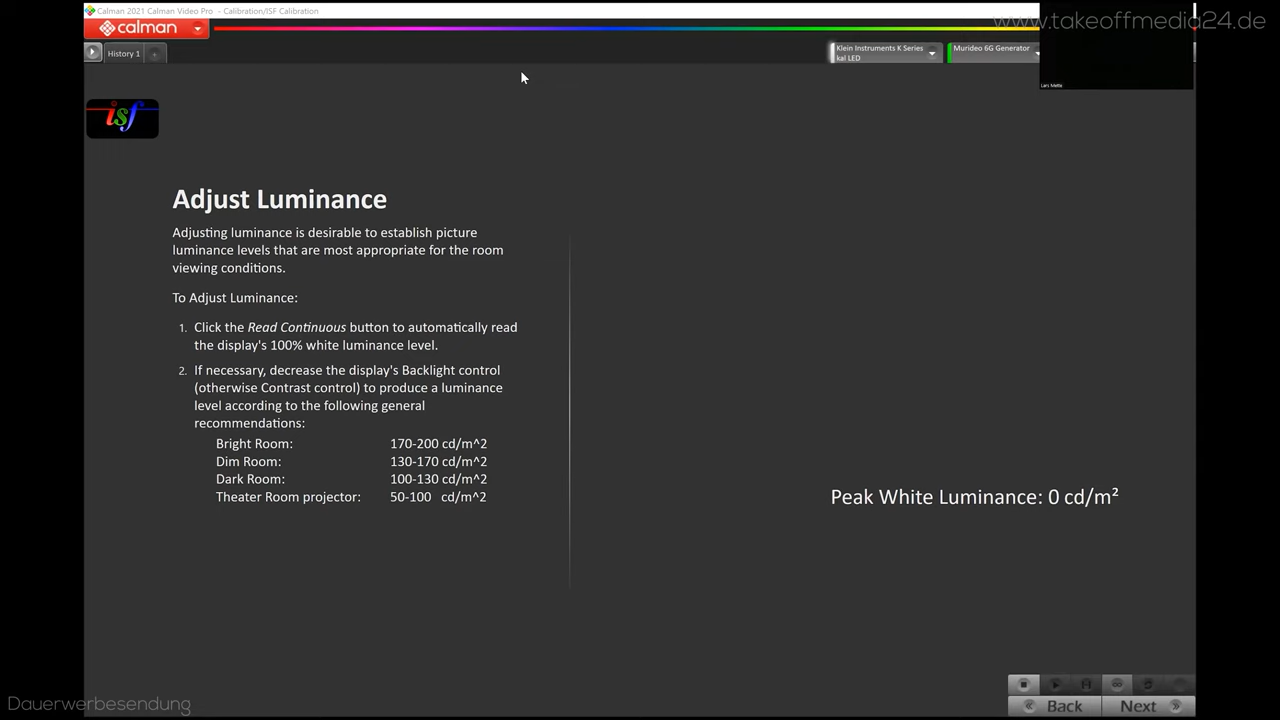 Calman 2021 Calman Video Pro - Calibration/ISF Calibration
www.takeoffmedia24.de
calman
History 1
Klein Instruments K Series
kal LED
Murideo 6G Generator
Lars Mette
isf
Adjust Luminance
Adjusting luminance is desirable to establish picture
luminance levels that are most appropriate for the room
viewing conditions.
To Adjust Luminance:
1. Click the Read Continuous button to automatically read
the display's 100% white luminance level.
2. If necessary, decrease the display's Backlight control
(otherwise Contrast control) to produce a luminance
level according to the following general
recommendations:
Bright Room: 170-200 cd/m^2
Dim Room: 130-170 cd/m^2
Dark Room: 100-130 cd/m^2
Theater Room projector: 50-100 cd/m^2
Peak White Luminance: 0 cd/m²
Back
Next
Dauerwerbesendung